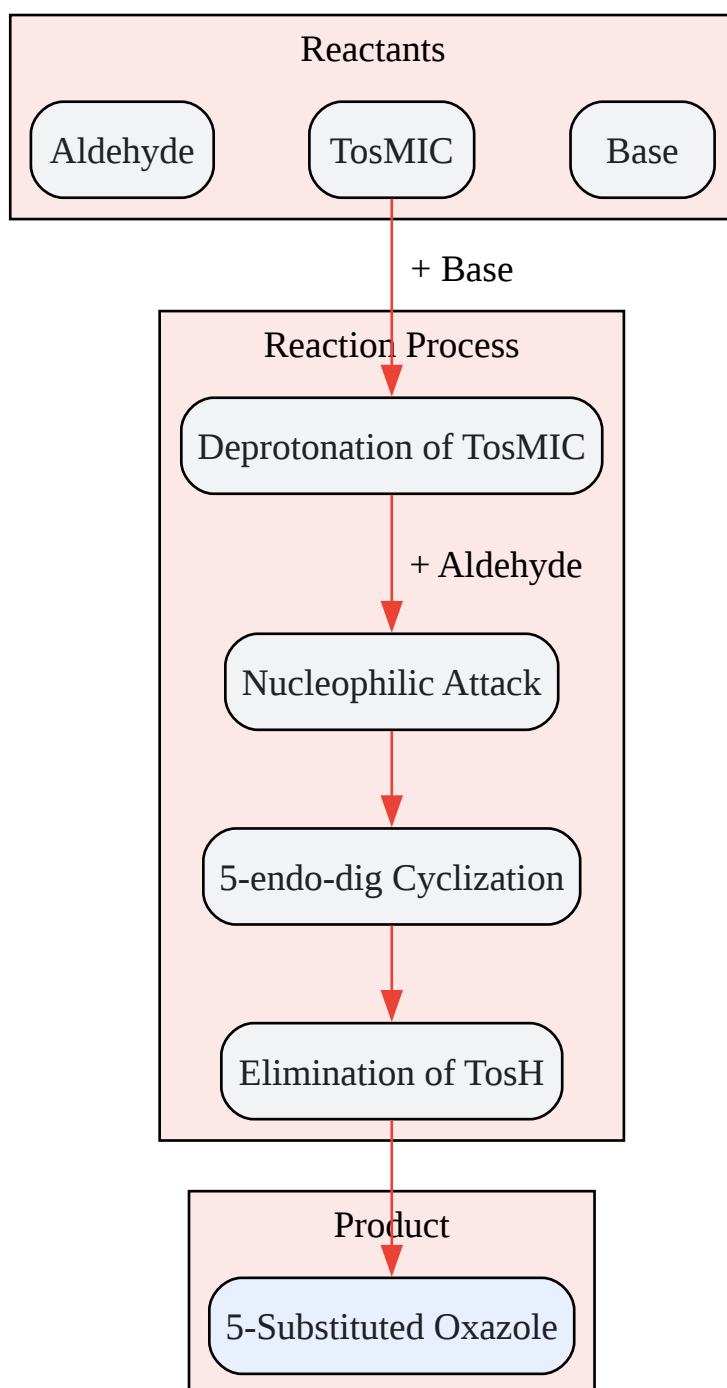 Reactants
Aldehyde
TosMIC
Base
+ Base
Reaction Process
Deprotonation of TosMIC
+ Aldehyde
Nucleophilic Attack
5-endo-dig Cyclization
Elimination of TosH
Product
5-Substituted Oxazole